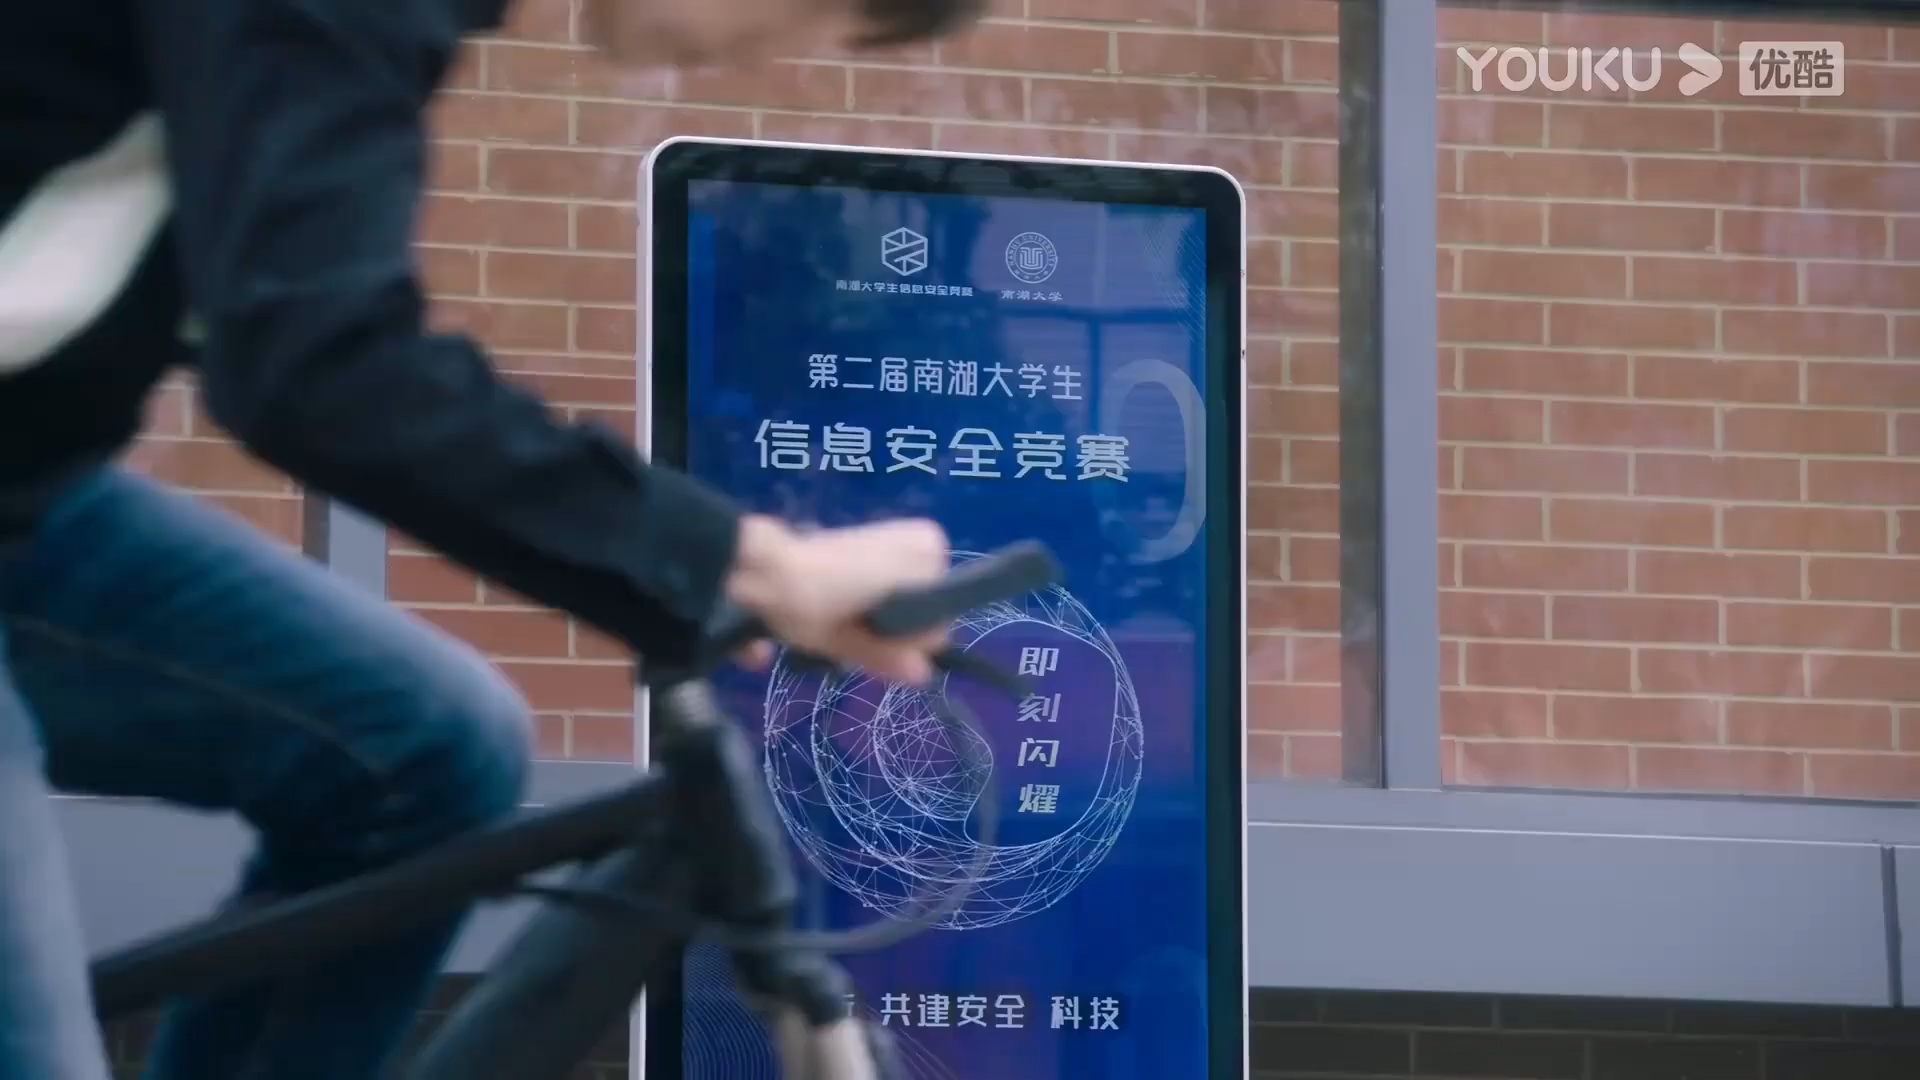 YOUKU 优酷
南湖大学生信息安全竞赛
NANHU UNIVERSITY
南湖大学
第二届南湖大学生
信息安全竞赛
即
刻
闪
耀
共建安全 科技